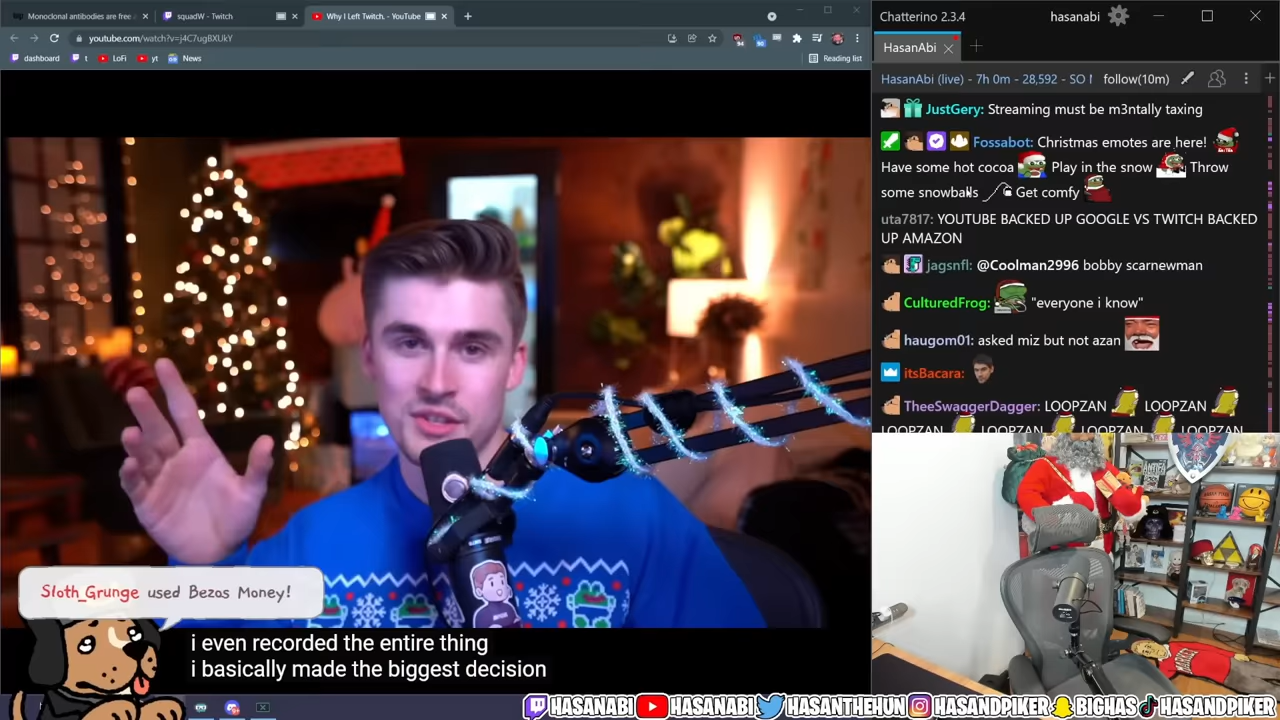 Monoclonal antibodies are free
squadW - Twitch
Why I Left Twitch. - YouTube
youtube.com/watch?v=j4C7ugBXUkY
dashboard
t
LoFi
yt
News
Reading list
Chatterino 2.3.4
hasanabi
HasanAbi
HasanAbi (live) - 7h 0m - 28,592 - SO
follow(10m)
JustGery: Streaming must be m3ntally taxing
Fossabot: Christmas emotes are here!
Have some hot cocoa Play in the snow Throw
some snowballs Get comfy
uta7817: YOUTUBE BACKED UP GOOGLE VS TWITCH BACKED
UP AMAZON
jagsnfl: @Coolman2996 bobby scarnewman
CulturedFrog: "everyone i know"
haugom01: asked miz but not azan
itsBacara:
TheeSwaggerDagger: LOOPZAN LOOPZAN
LOOPZAN LOOPZAN LOOPZAN LOOPZAN
Sloth_Grunge used Bezos Money!
i even recorded the entire thing
i basically made the biggest decision
HASANABI HASANABI HASANTHEHUN HASANDPIKER BIGHAS HASANDPIKER